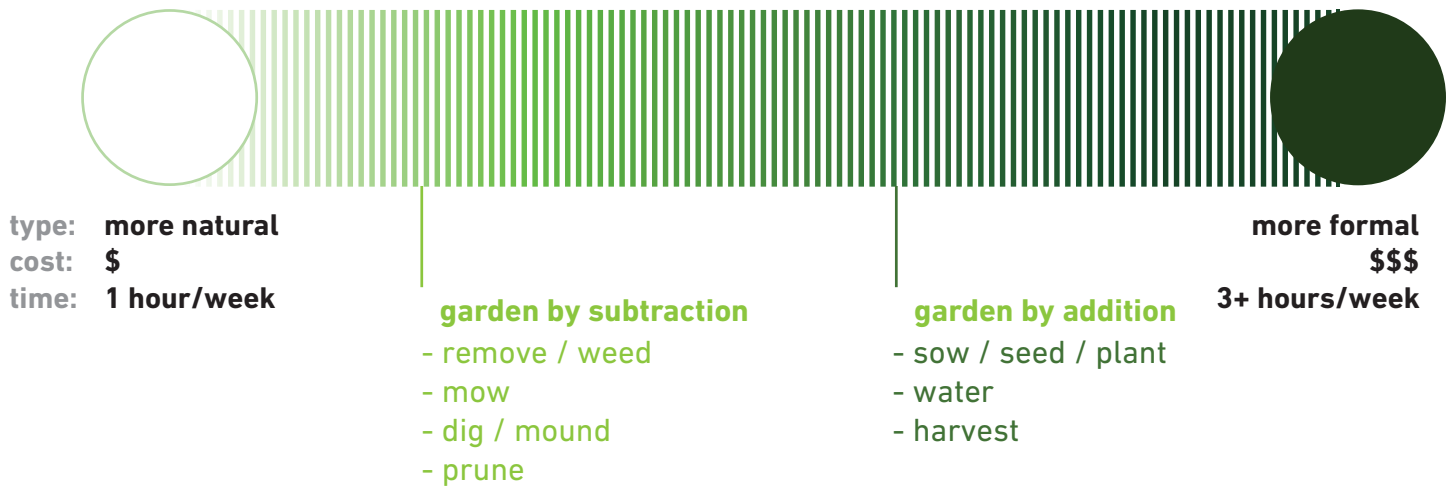 type: more natural
cost: $
time: 1 hour/week
more formal
$$$
3+ hours/week
garden by subtraction
- remove / weed
- mow
- dig / mound
- prune
garden by addition
- sow / seed / plant
- water
- harvest